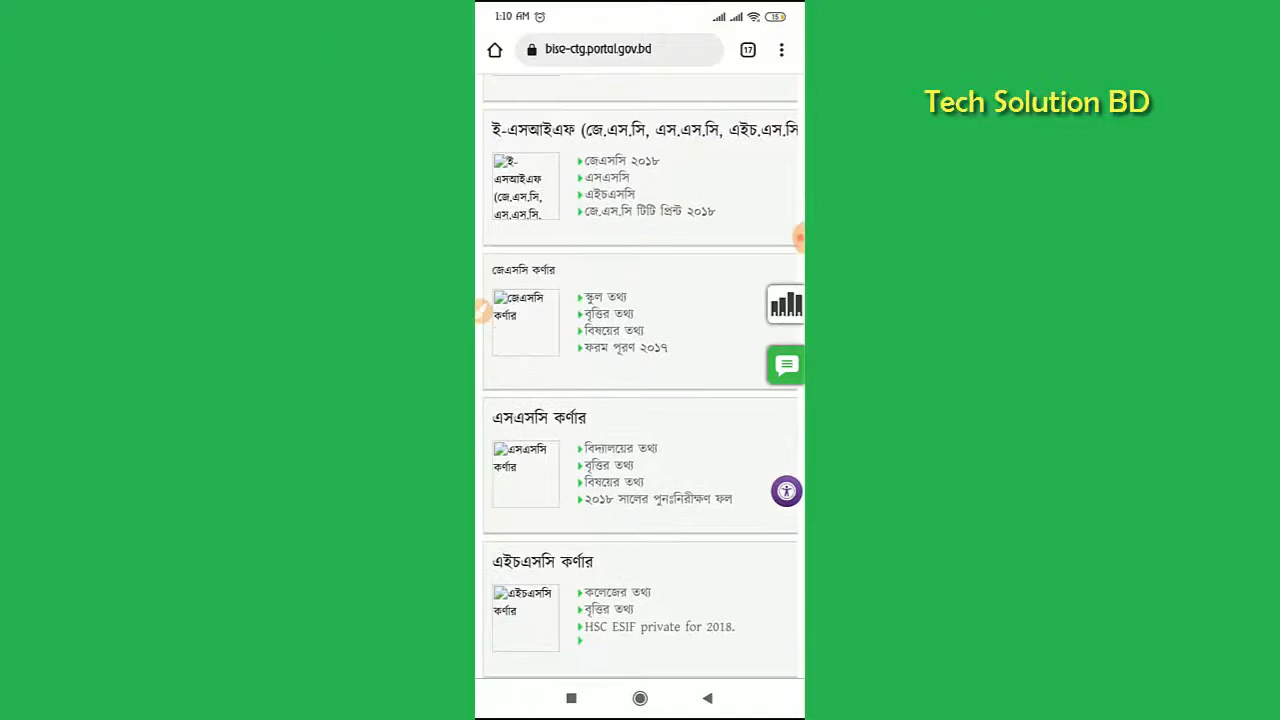 1:10 AM
15
bise-ctg.portal.gov.bd
17
Tech Solution BD
ই-এসআইএফ (জে.এস.সি, এস.এস.সি, এইচ.এস.সি
ই-
এসআইএফ
(জে.এস.সি,
এস.এস.সি.
জেএসসি ২০১৮
এসএসসি
এইচএসসি
জে.এস.সি টিটি প্রিন্ট ২০১৮
জেএসসি কর্ণার
জেএসসি
কর্ণার
স্কুল তথ্য
বৃত্তির তথ্য
বিষয়ের তথ্য
ফরম পূরণ ২০১৭
এসএসসি কর্ণার
এসএসসি
কর্ণার
বিদ্যালয়ের তথ্য
বৃত্তির তথ্য
বিষয়ের তথ্য
২০১৮ সালের পুনঃনিরীক্ষণ ফল
এইচএসসি কর্ণার
এইচএসসি
কর্ণার
কলেজের তথ্য
বৃত্তির তথ্য
HSC ESIF private for 2018.